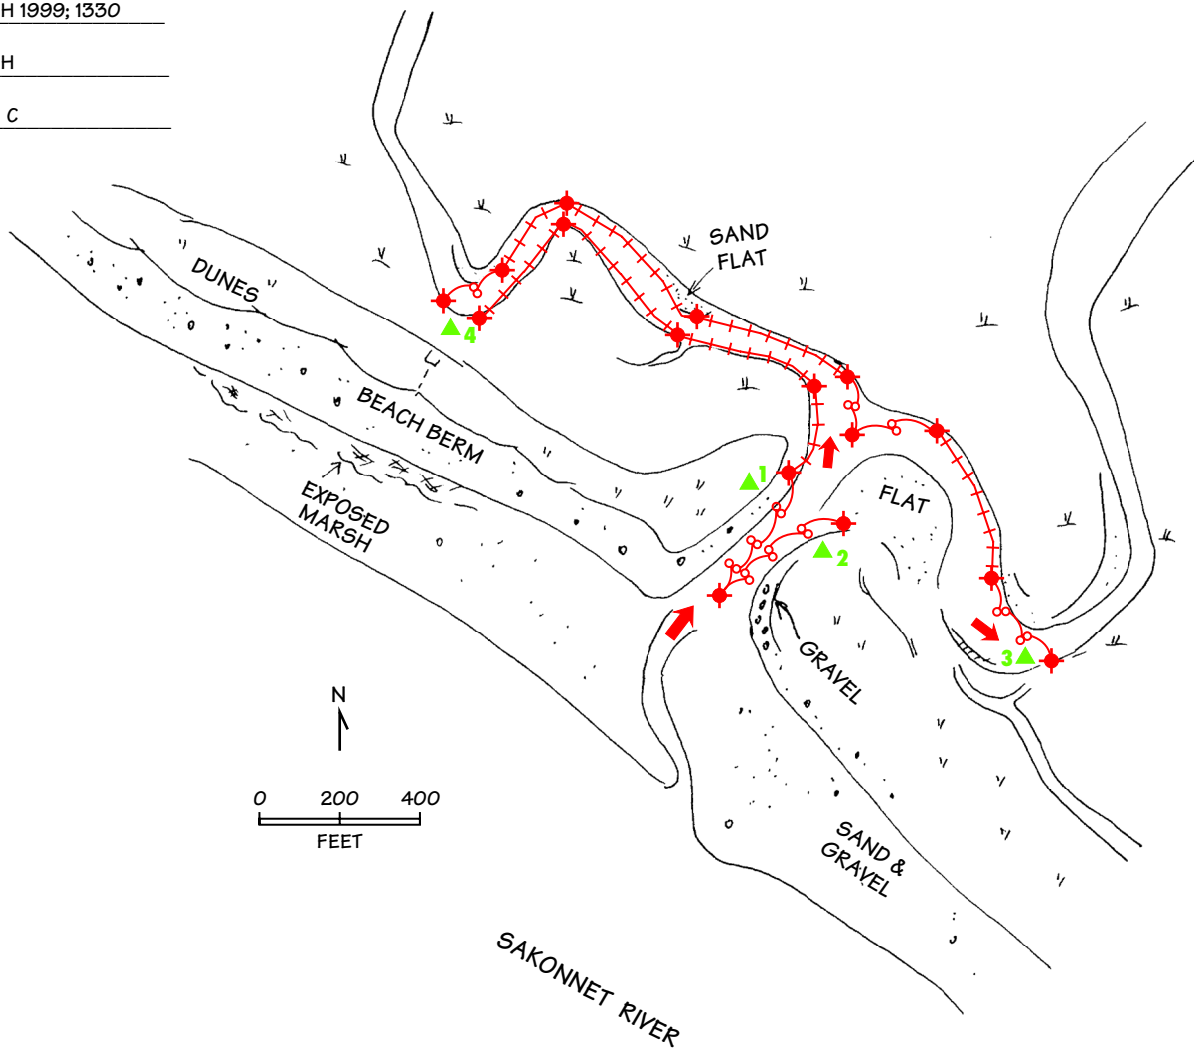 H 1999; 1330
H
C
SAND
FLAT
DUNES
4
BEACH BERM
1
FLAT
EXPOSED
MARSH
2
3
GRAVEL
N
0 200 400
FEET
SAND &
GRAVEL
SAKONNET RIVER